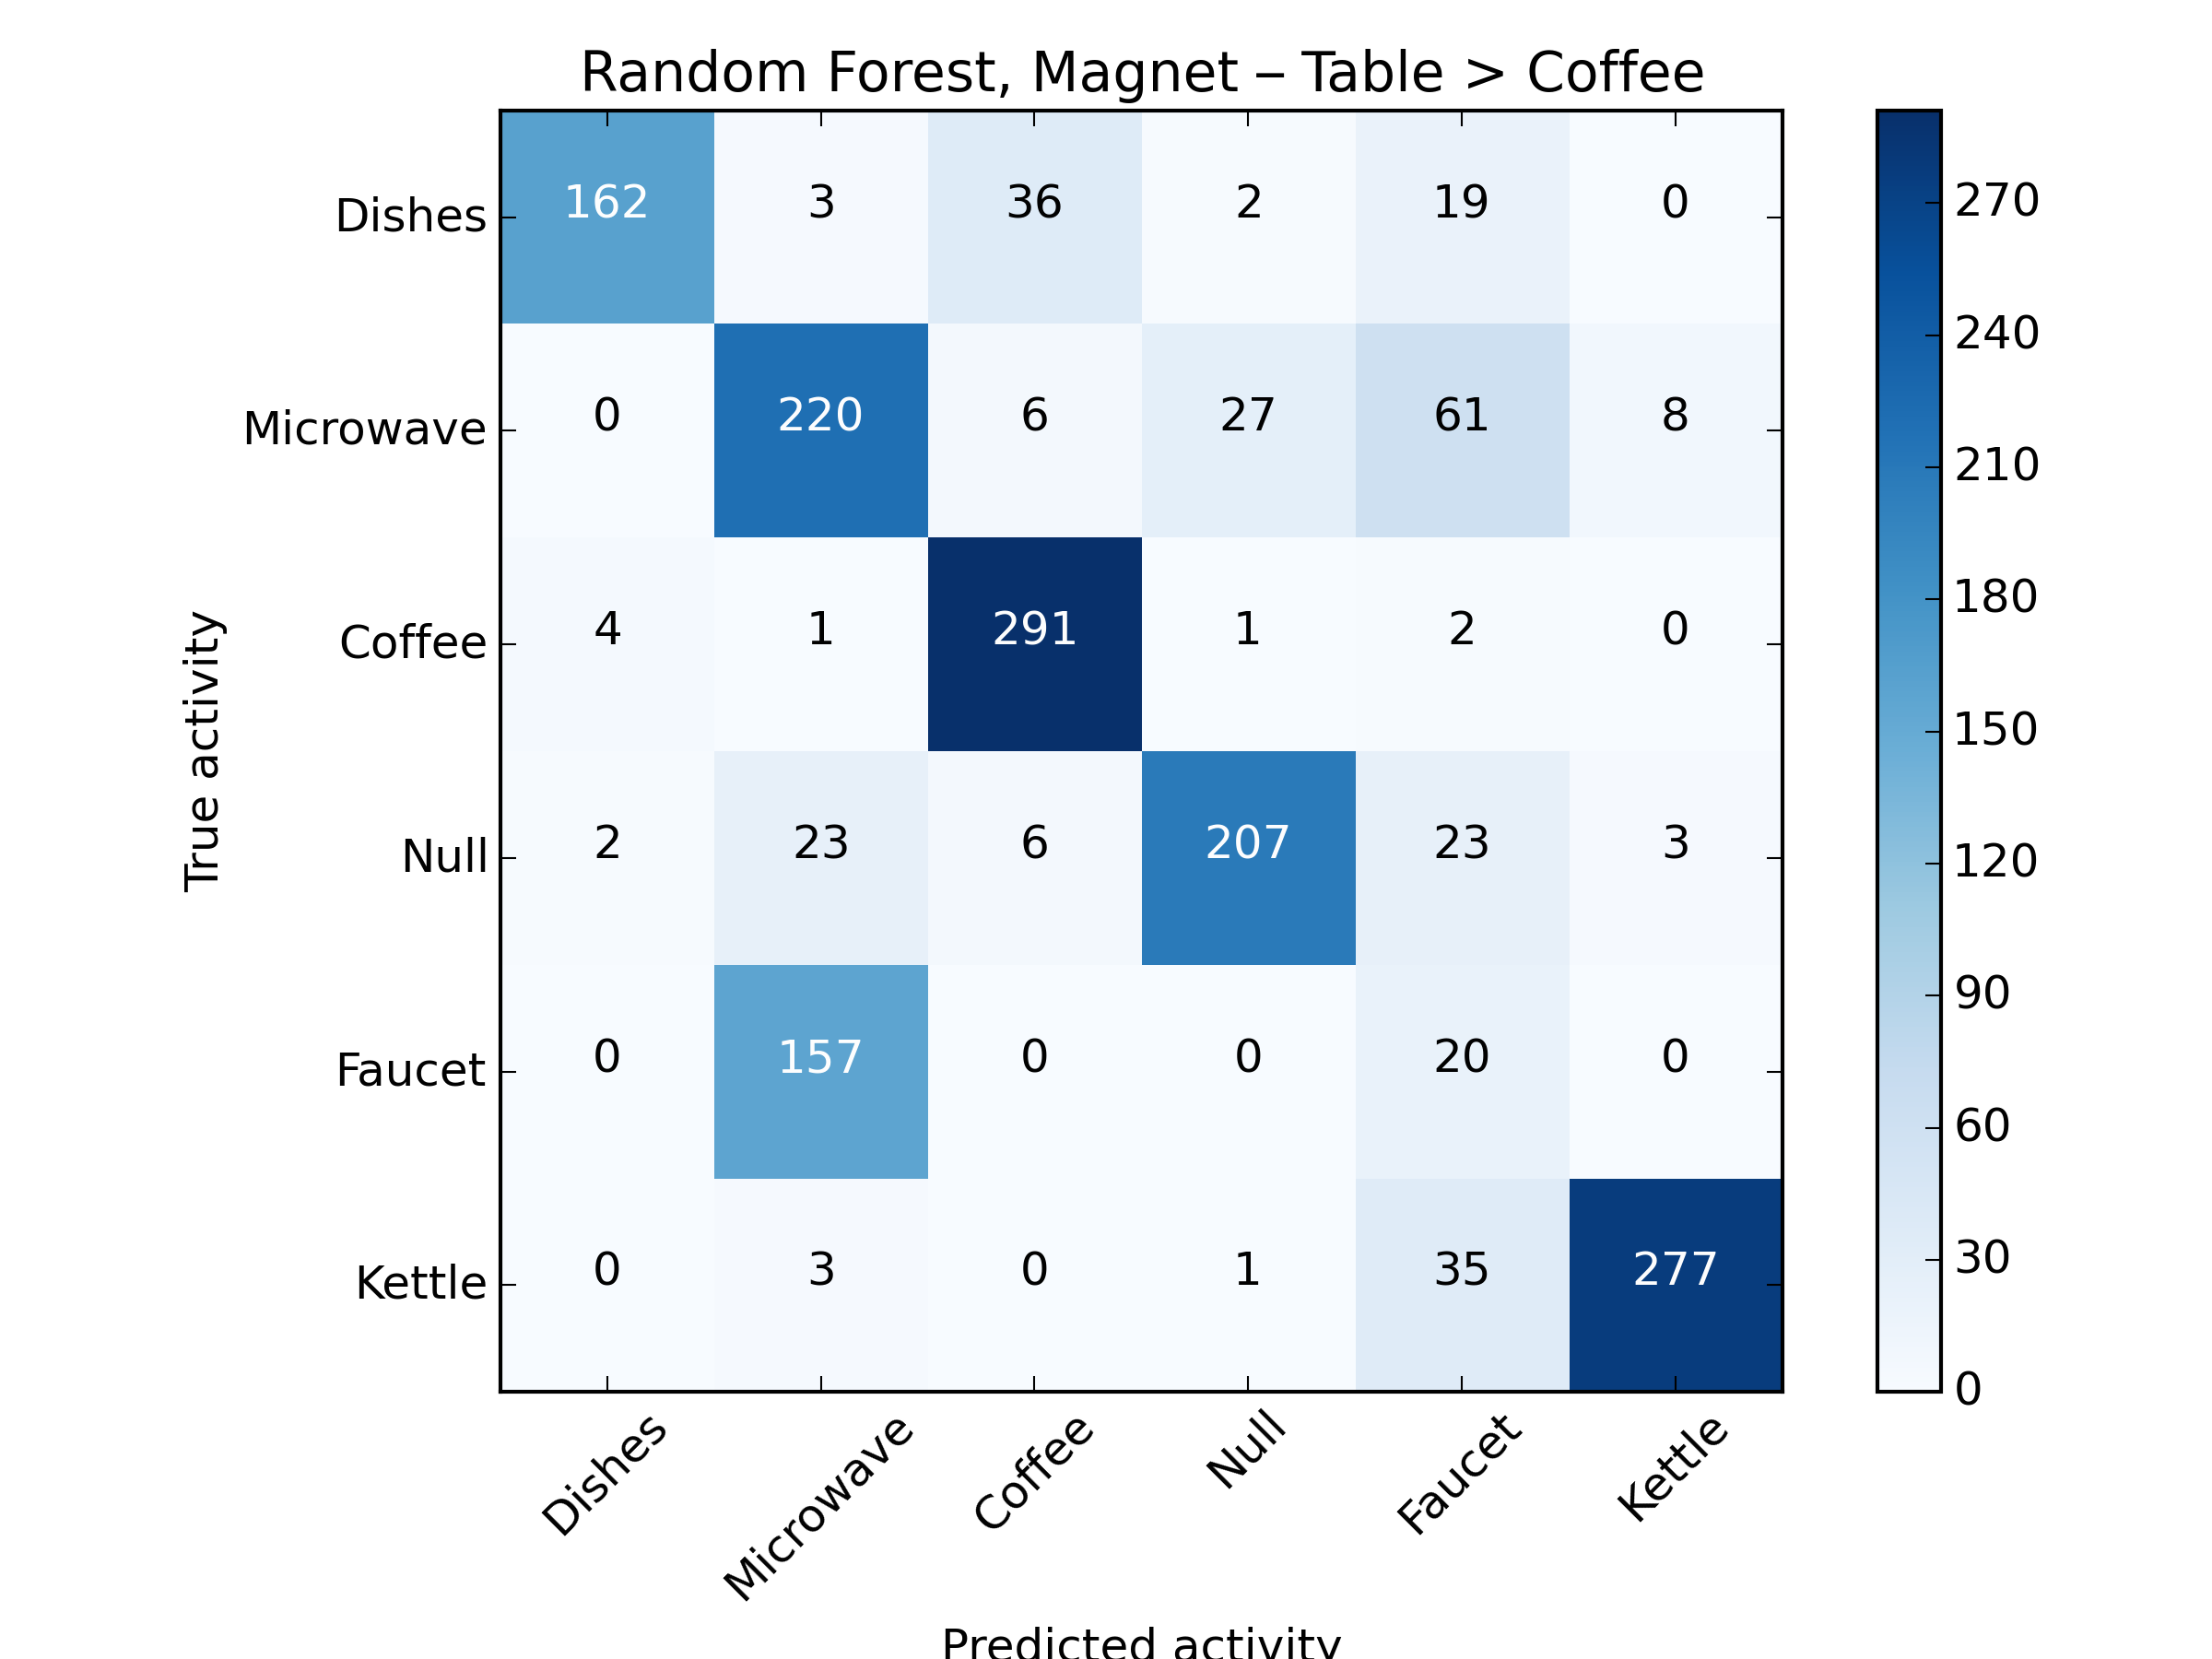 Random Forest, Magnet – Table > Coffee
Dishes 162 3 36 2 19 0
Microwave 0 220 6 27 61 8
Coffee 4 1 291 1 2 0
Null 2 23 6 207 23 3
Faucet 0 157 0 0 20 0
Kettle 0 3 0 1 35 277
True activity
Dishes Microwave Coffee Null Faucet Kettle
Predicted activity
270
240
210
180
150
120
90
60
30
0